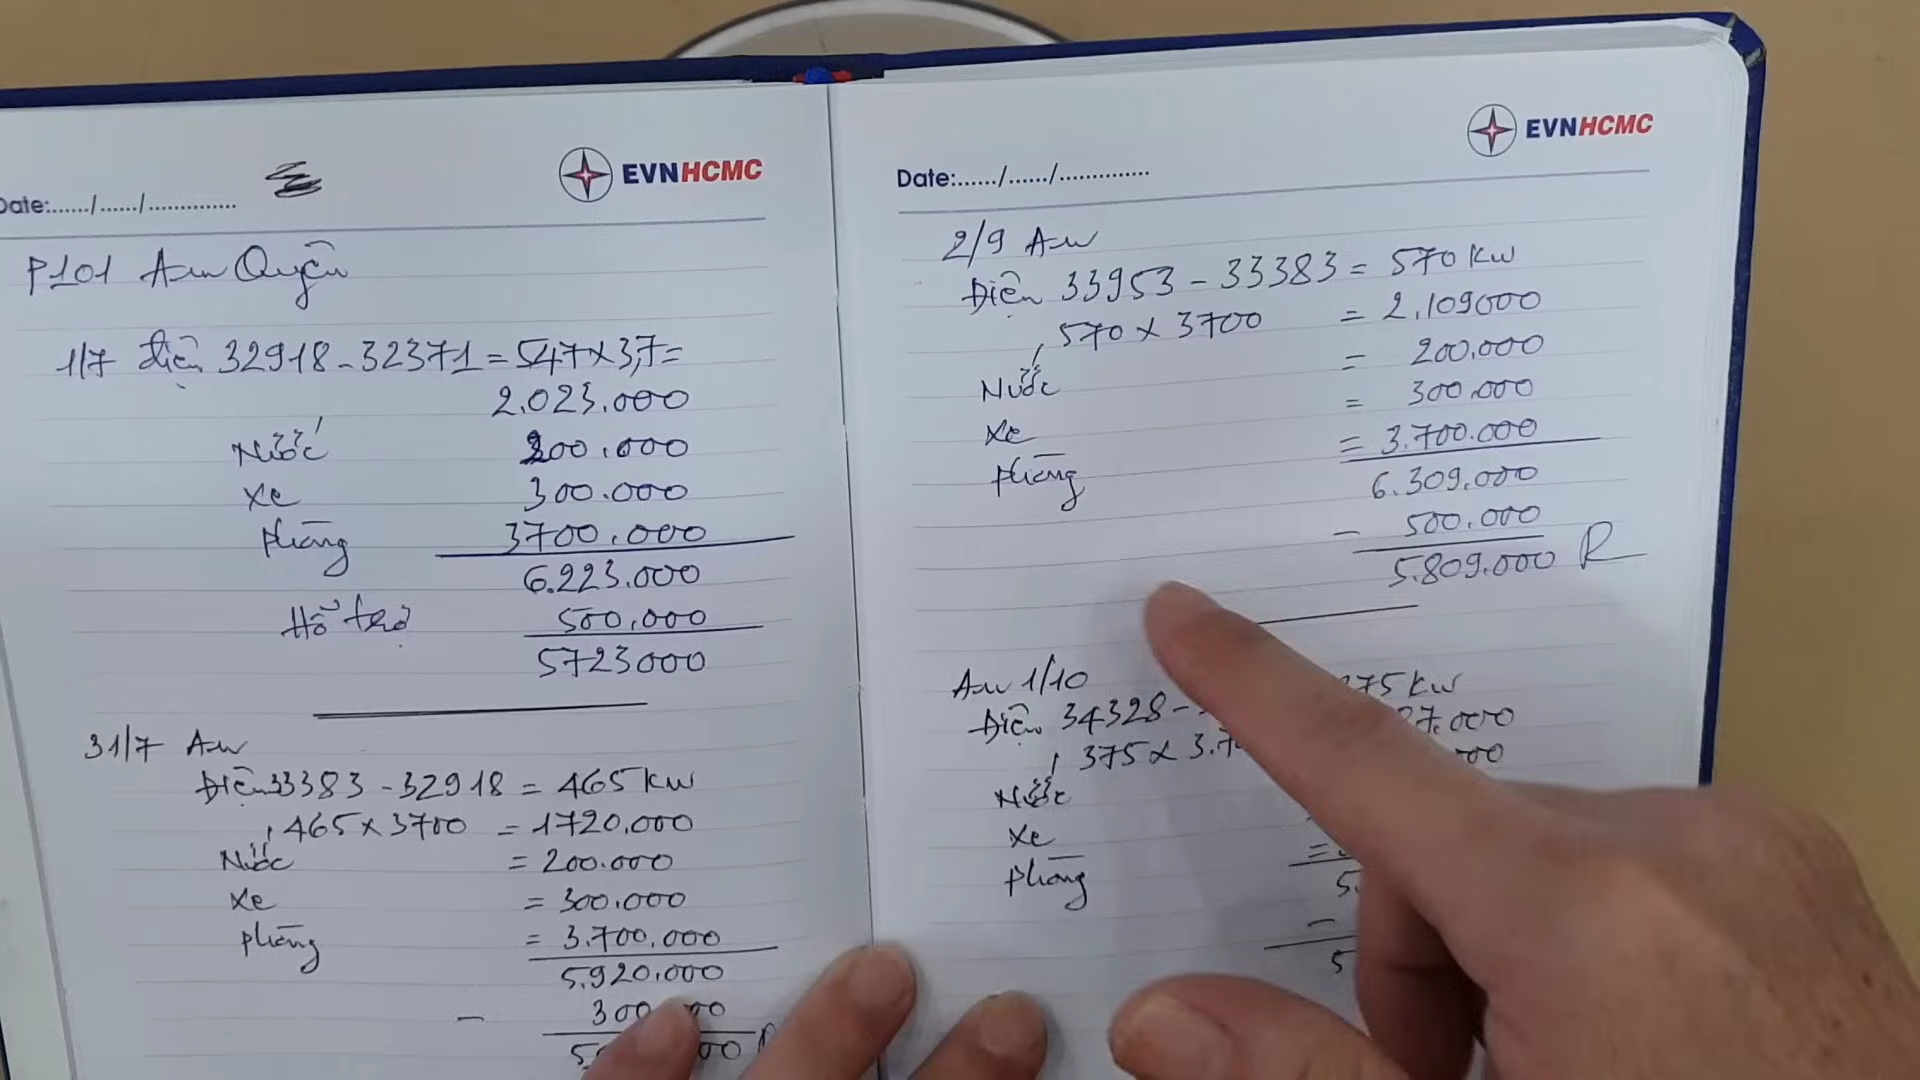 Date:....../....../..............
EVNHCMC
P101 Anh Quyền
1/7 điện 32918-32371 = 547 x 3,7 =
2.023.000
Nước 200.000
Xe 300.000
Phòng 3700.000
6.223.000
Hỗ trợ 500.000
5723000
31/7 Anh
Điện 33383 - 32918 = 465 kw
465 x 3700 = 1720.000
Nước = 200.000
Xe = 300.000
Phòng = 3.700.000
5.920.000
EVNHCMC
Date:....../....../..............
2/9 Anh
Điện 33953 - 33383 = 570 kw
570 x 3700 = 2.109000
Nước = 200.000
Xe = 300.000
Phòng = 3.700.000
6.309.000
- 500.000
5.809.000 R
Anh 1/10
Điện 34328 - 375 kw
375 x 3.7
Nước
Xe
Phòng